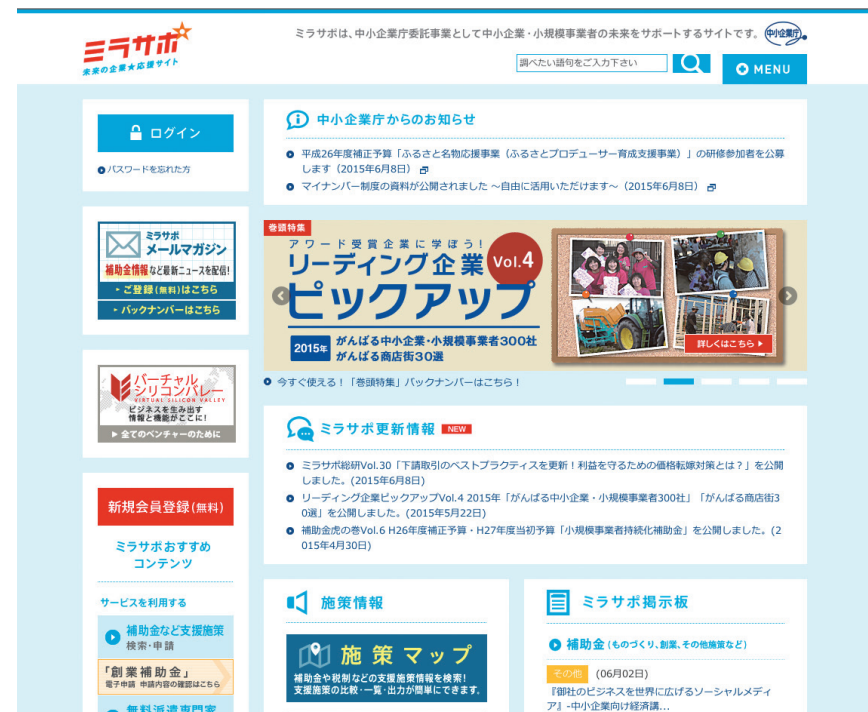 ミラサポは、中小企業庁委託事業として中小企業・小規模事業者の未来をサポートするサイトです。
中小企業庁
ミラサポ
未来の企業★応援サイト
調べたい語句をご入力下さい
MENU
ログイン
パスワードを忘れた方
ミラサポ
メールマガジン
補助金情報など最新ニュースを配信!
ご登録(無料)はこちら
バックナンバーはこちら
バーチャル
シリコンバレー
VIRTUAL SILICON VALLEY
ビジネスを生み出す
情報と機能がここに!
全てのベンチャーのために
新規会員登録(無料)
ミラサポおすすめ
コンテンツ
サービスを利用する
補助金など支援施策
検索・申請
「創業補助金」
電子申請 申請内容の確認はこちら
無料派遣専門家
中小企業庁からのお知らせ
平成26年度補正予算「ふるさと名物応援事業（ふるさとプロデューサー育成支援事業）」の研修参加者を公募
します（2015年6月8日）
マイナンバー制度の資料が公開されました ～自由に活用いただけます～（2015年6月8日）
巻頭特集
アワード受賞企業に学ぼう!
リーディング企業
Vol.4
ピックアップ
2015年
がんばる中小企業・小規模事業者300社
がんばる商店街30選
詳しくはこちら
今すぐ使える！「巻頭特集」バックナンバーはこちら！
ミラサポ更新情報 NEW
ミラサポ総研Vol.30「下請取引のベストプラクティスを更新！利益を守るための価格転嫁対策とは？」を公開
しました。(2015年6月8日)
リーディング企業ピックアップVol.4 2015年「がんばる中小企業・小規模事業者300社」「がんばる商店街3
0選」を公開しました。(2015年5月22日)
補助金虎の巻Vol.6 H26年度補正予算・H27年度当初予算「小規模事業者持続化補助金」を公開しました。(2
015年4月30日)
施策情報
施策マップ
補助金や税制などの支援施策情報を検索!
支援施策の比較・一覧・出力が簡単にできます。
ミラサポ掲示板
補助金(ものづくり、創業、その他施策など)
その他 (06月02日)
『御社のビジネスを世界に広げるソーシャルメディ
ア』-中小企業向け経済講...